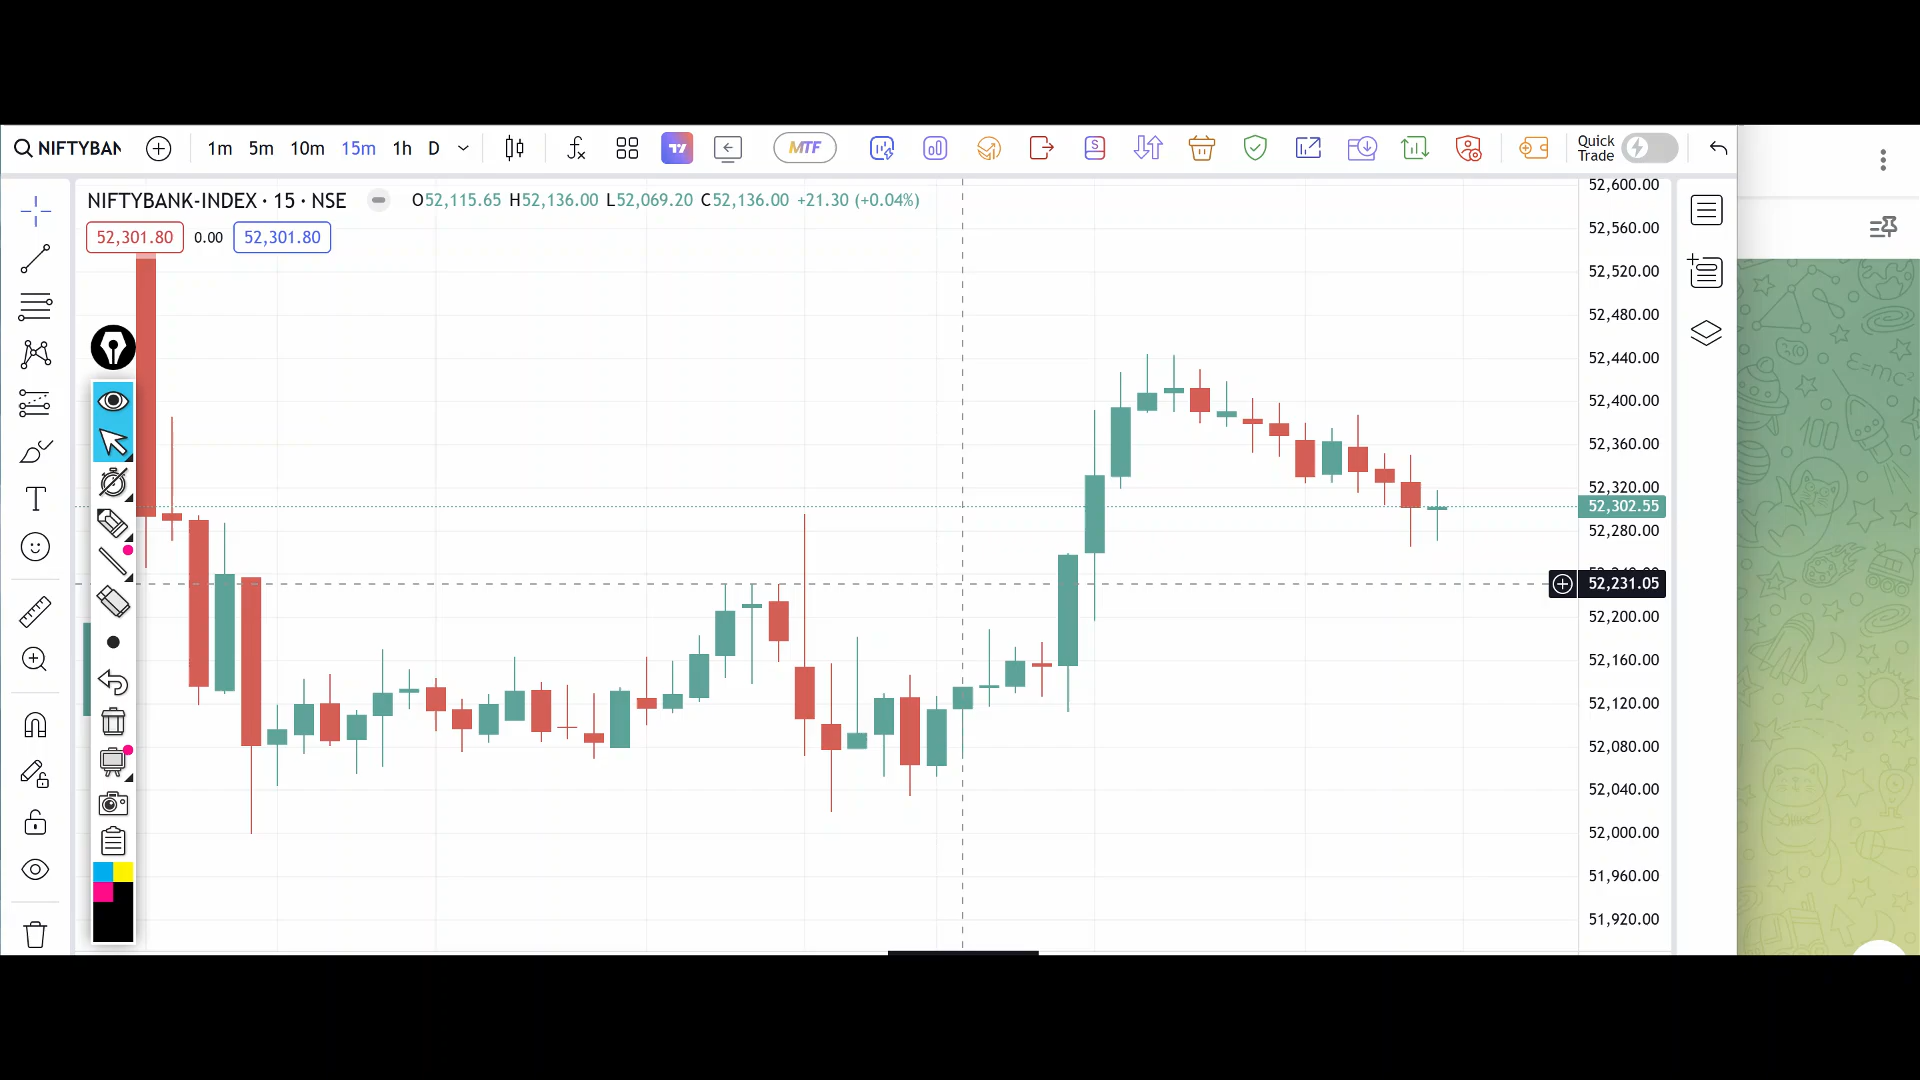 NIFTYBAN
1m 5m 10m 15m 1h D
MTF
Quick
Trade
NIFTYBANK-INDEX · 15 · NSE
O52,115.65 H52,136.00 L52,069.20 C52,136.00 +21.30 (+0.04%)
52,301.80 0.00 52,301.80
52,600.00
52,560.00
52,520.00
52,480.00
52,440.00
52,400.00
52,360.00
52,320.00
52,302.55
52,280.00
52,231.05
52,200.00
52,160.00
52,120.00
52,080.00
52,040.00
52,000.00
51,960.00
51,920.00